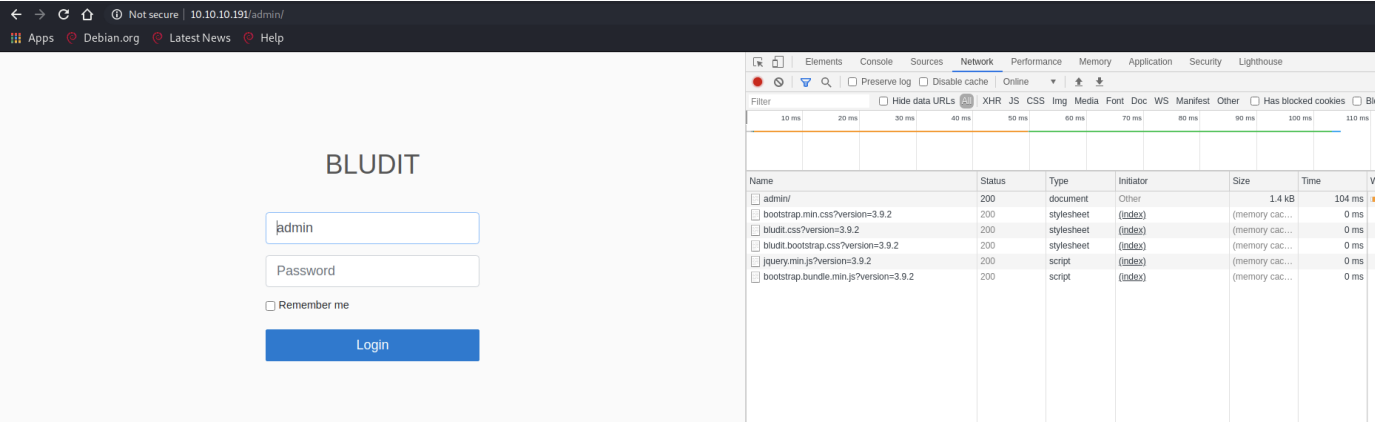 Not secure | 10.10.10.191/admin/
Apps Debian.org Latest News Help
BLUDIT
admin
Password
Remember me
Login
Elements Console Sources Network Performance Memory Application Security Lighthouse
Preserve log Disable cache Online
Filter Hide data URLs All XHR JS CSS Img Media Font Doc WS Manifest Other Has blocked cookies Bl
10 ms 20 ms 30 ms 40 ms 50 ms 60 ms 70 ms 80 ms 90 ms 100 ms 110 ms
Name Status Type Initiator Size Time W
admin/ 200 document Other 1.4 kB 104 ms
bootstrap.min.css?version=3.9.2 200 stylesheet (index) (memory cac... 0 ms
bludit.css?version=3.9.2 200 stylesheet (index) (memory cac... 0 ms
bludit.bootstrap.css?version=3.9.2 200 stylesheet (index) (memory cac... 0 ms
jquery.min.js?version=3.9.2 200 script (index) (memory cac... 0 ms
bootstrap.bundle.min.js?version=3.9.2 200 script (index) (memory cac... 0 ms